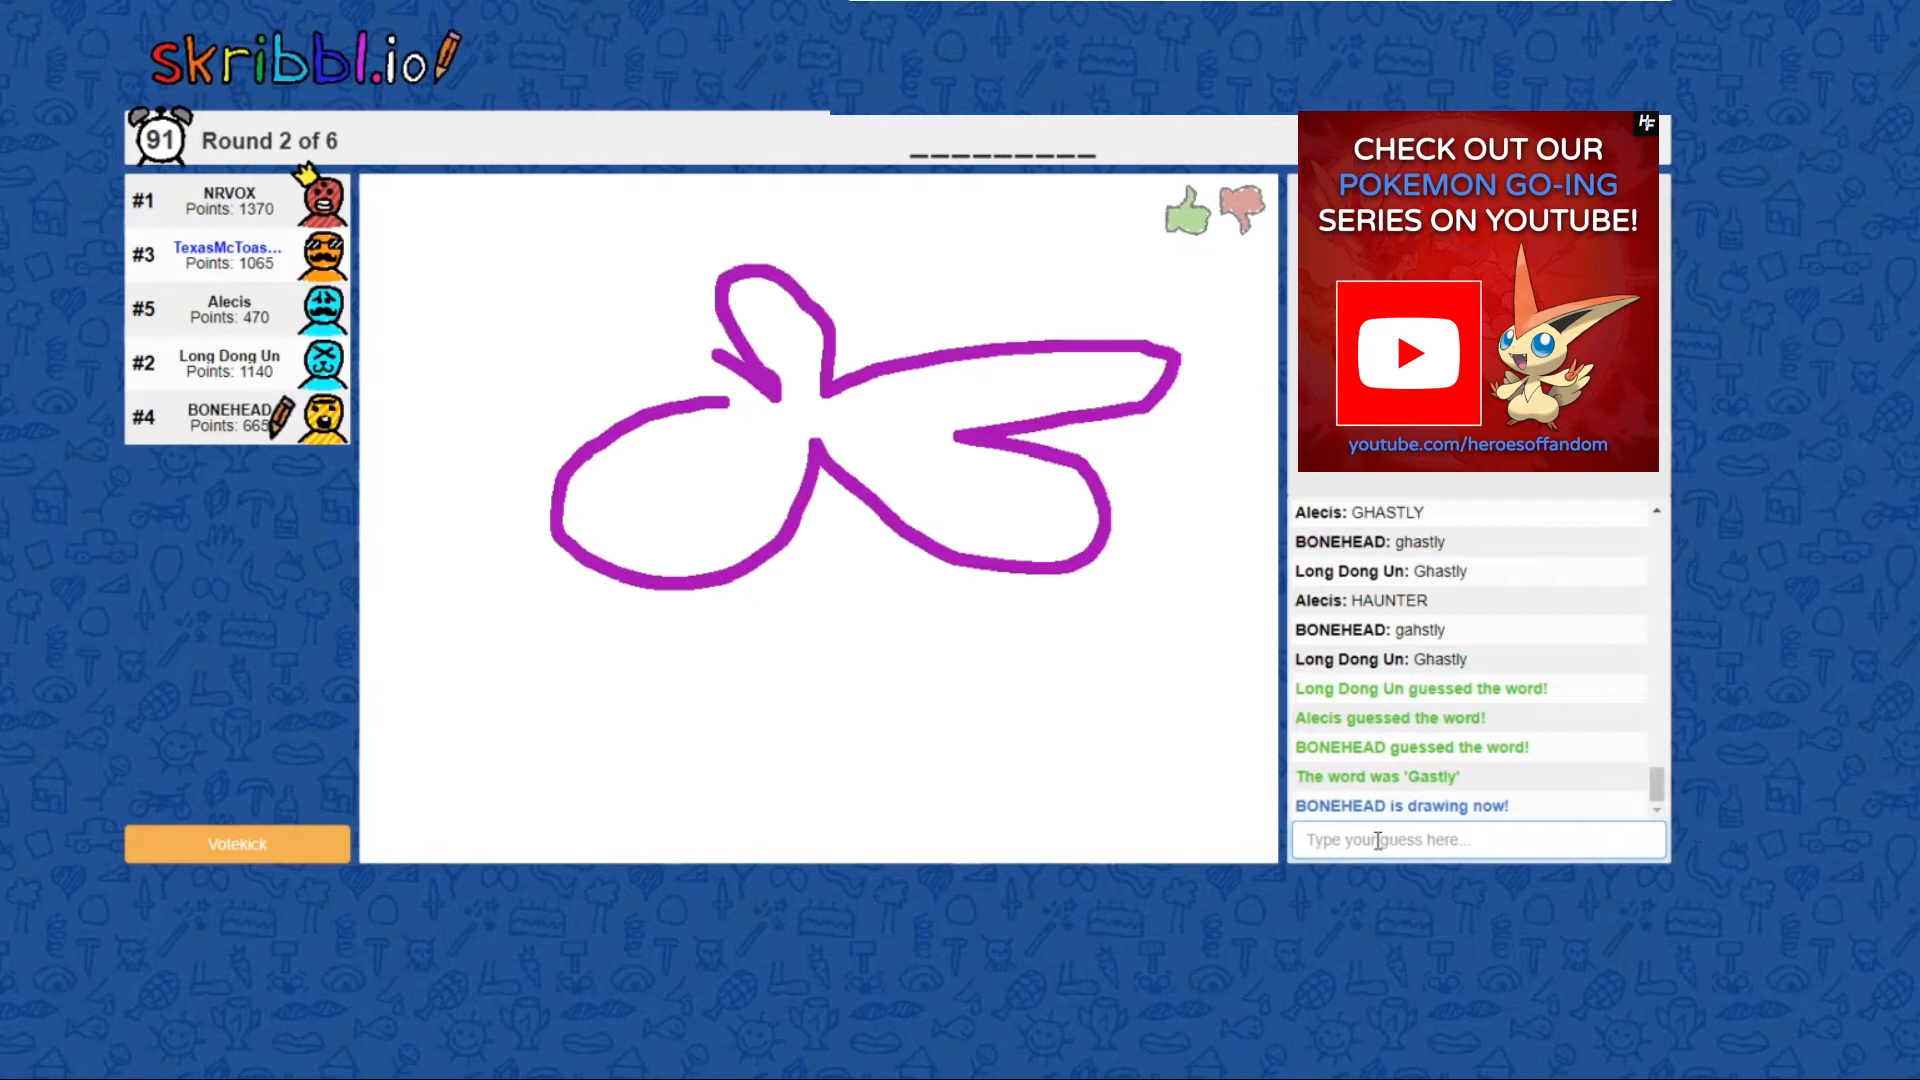 skribbl.io
91
Round 2 of 6
_________
#1
NRVOX
Points: 1370
#3
TexasMcToas...
Points: 1065
#5
Alecis
Points: 470
#2
Long Dong Un
Points: 1140
#4
BONEHEAD
Points: 665
Votekick
HF
CHECK OUT OUR
POKEMON GO-ING
SERIES ON YOUTUBE!
youtube.com/heroesoffandom
Alecis: GHASTLY
BONEHEAD: ghastly
Long Dong Un: Ghastly
Alecis: HAUNTER
BONEHEAD: gahstly
Long Dong Un: Ghastly
Long Dong Un guessed the word!
Alecis guessed the word!
BONEHEAD guessed the word!
The word was 'Gastly'
BONEHEAD is drawing now!
Type your guess here...